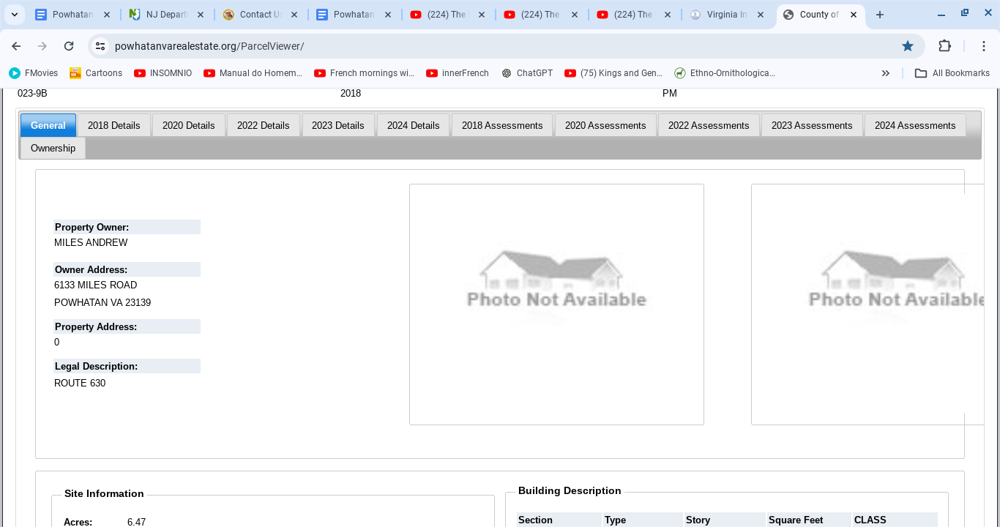 Powhatan
NJ Depart
Contact U
Powhatan
(224) The
(224) The
(224) The
Virginia In
County of
powhatanvarealestate.org/ParcelViewer/
FMovies
Cartoons
INSOMNIO
Manual do Homem...
French mornings wi...
innerFrench
ChatGPT
(75) Kings and Gen...
Ethno-Ornithologica...
All Bookmarks
023-9B 2018 PM
General 2018 Details 2020 Details 2022 Details 2023 Details 2024 Details 2018 Assessments 2020 Assessments 2022 Assessments 2023 Assessments 2024 Assessments
Ownership
Property Owner:
MILES ANDREW
Owner Address:
6133 MILES ROAD
POWHATAN VA 23139
Property Address:
0
Legal Description:
ROUTE 630
Photo Not Available
Photo Not Available
Site Information
Acres: 6.47
Building Description
Section Type Story Square Feet CLASS